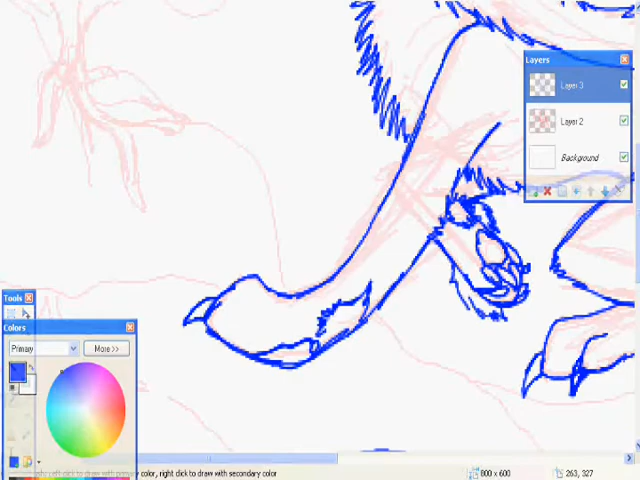 Layers
Layer 3
Layer 2
Background
Tools
Colors
Primary
More >>
click to draw with primary color, right click to draw with secondary color
800 x 600
263, 327